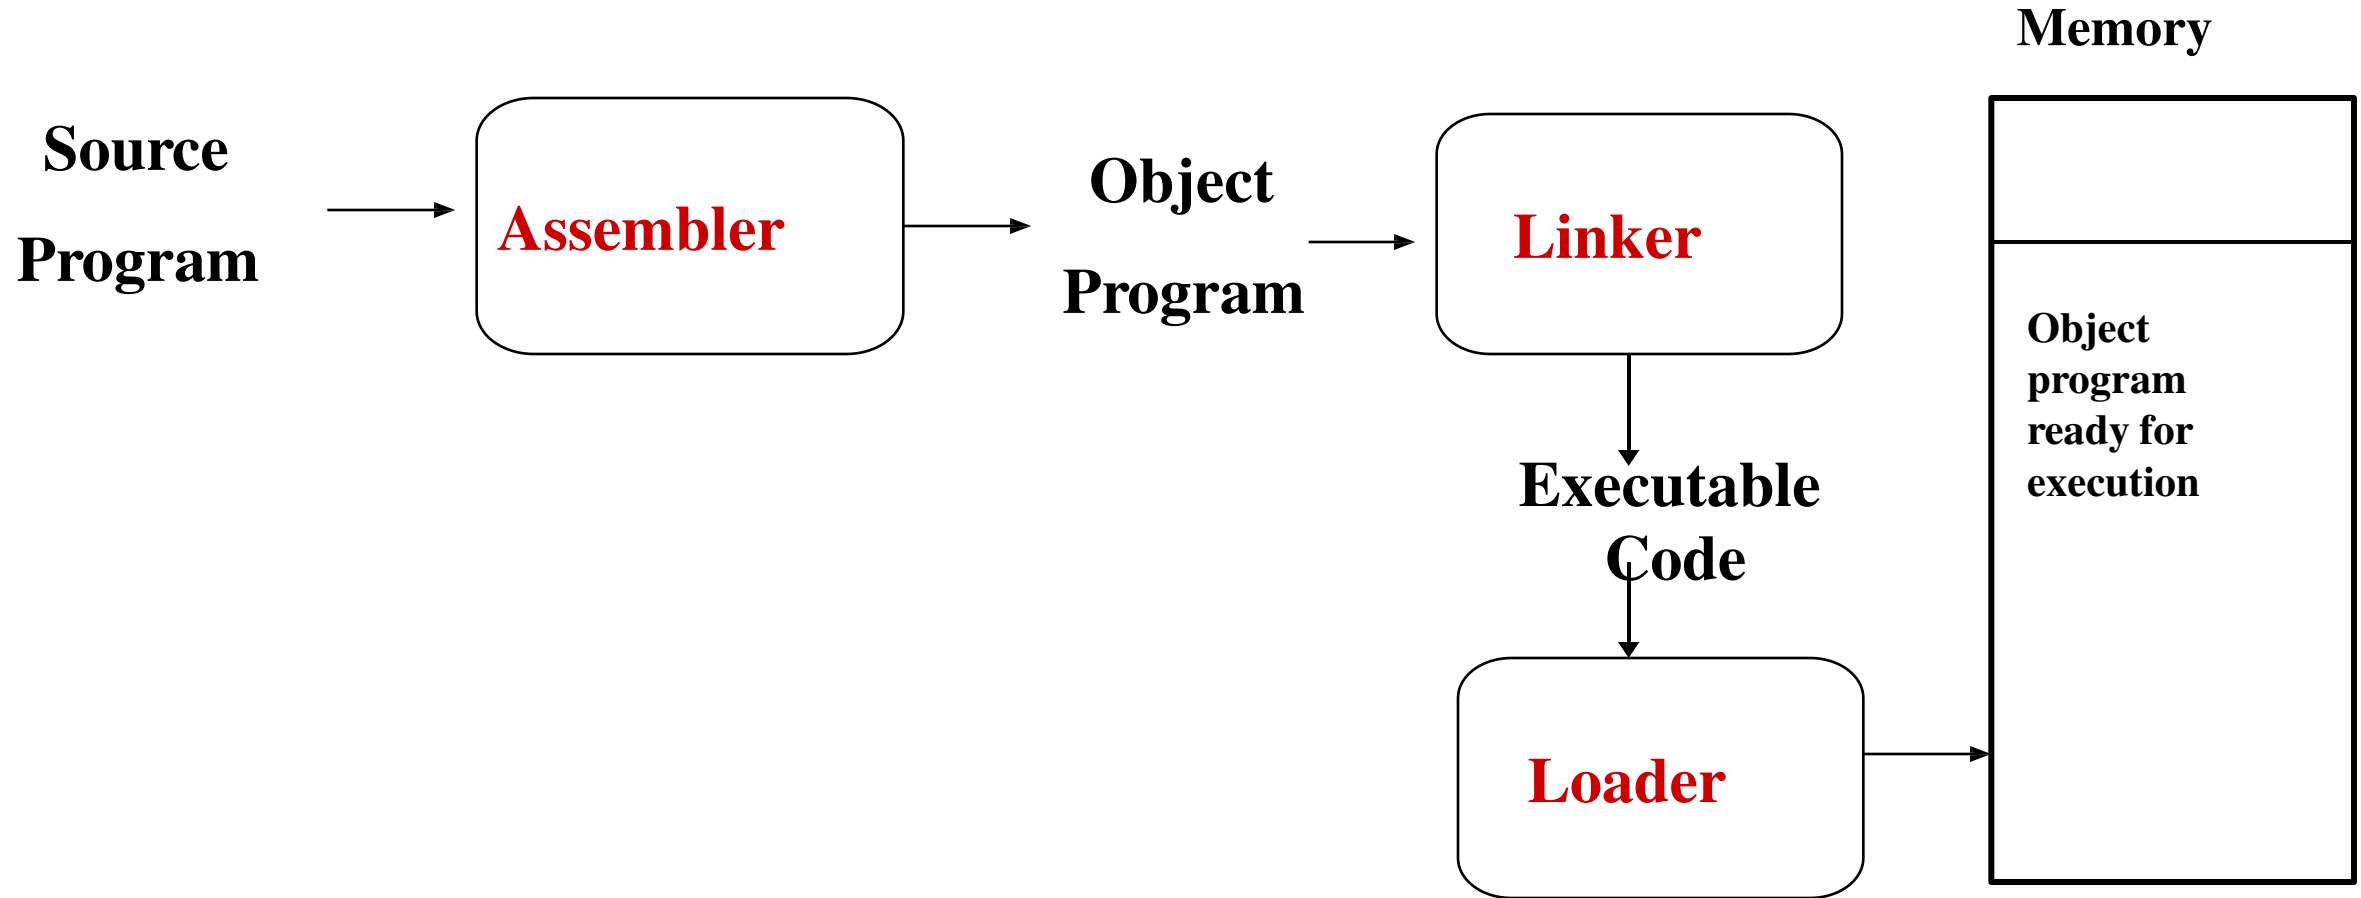 Memory
Source
Program
Assembler
Object
Program
Linker
Executable
Code
Loader
Object
program
ready for
execution